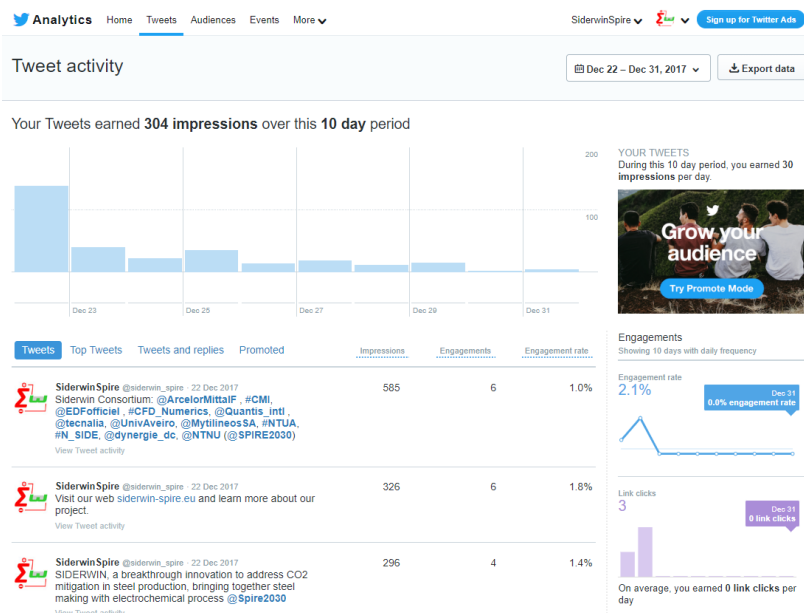 Analytics Home Tweets Audiences Events More SiderwinSpire Sign up for Twitter Ads
Tweet activity
Dec 22 – Dec 31, 2017 Export data
Your Tweets earned 304 impressions over this 10 day period
200
100
Dec 23 Dec 25 Dec 27 Dec 29 Dec 31
YOUR TWEETS
During this 10 day period, you earned 30
impressions per day.
Grow your
audience
Try Promote Mode
Tweets Top Tweets Tweets and replies Promoted Impressions Engagements Engagement rate
SiderwinSpire @siderwin_spire · 22 Dec 2017 585 6 1.0%
Siderwin Consortium: @ArcelorMittalF , #CMI,
@EDFofficiel , #CFD_Numerics, @Quantis_intl ,
@tecnalia, @UnivAveiro, @MytilineosSA, #NTUA,
#N_SIDE, @dynergie_dc, @NTNU (@SPIRE2030)
View Tweet activity
SiderwinSpire @siderwin_spire · 22 Dec 2017 326 6 1.8%
Visit our web siderwin-spire.eu and learn more about our
project.
View Tweet activity
SiderwinSpire @siderwin_spire · 22 Dec 2017 296 4 1.4%
SIDERWIN, a breakthrough innovation to address CO2
mitigation in steel production, bringing together steel
making with electrochemical process @Spire2030
View Tweet activity
Engagements
Showing 10 days with daily frequency
Engagement rate
2.1%
Dec 31
0.0% engagement rate
Link clicks
3
Dec 31
0 link clicks
On average, you earned 0 link clicks per
day